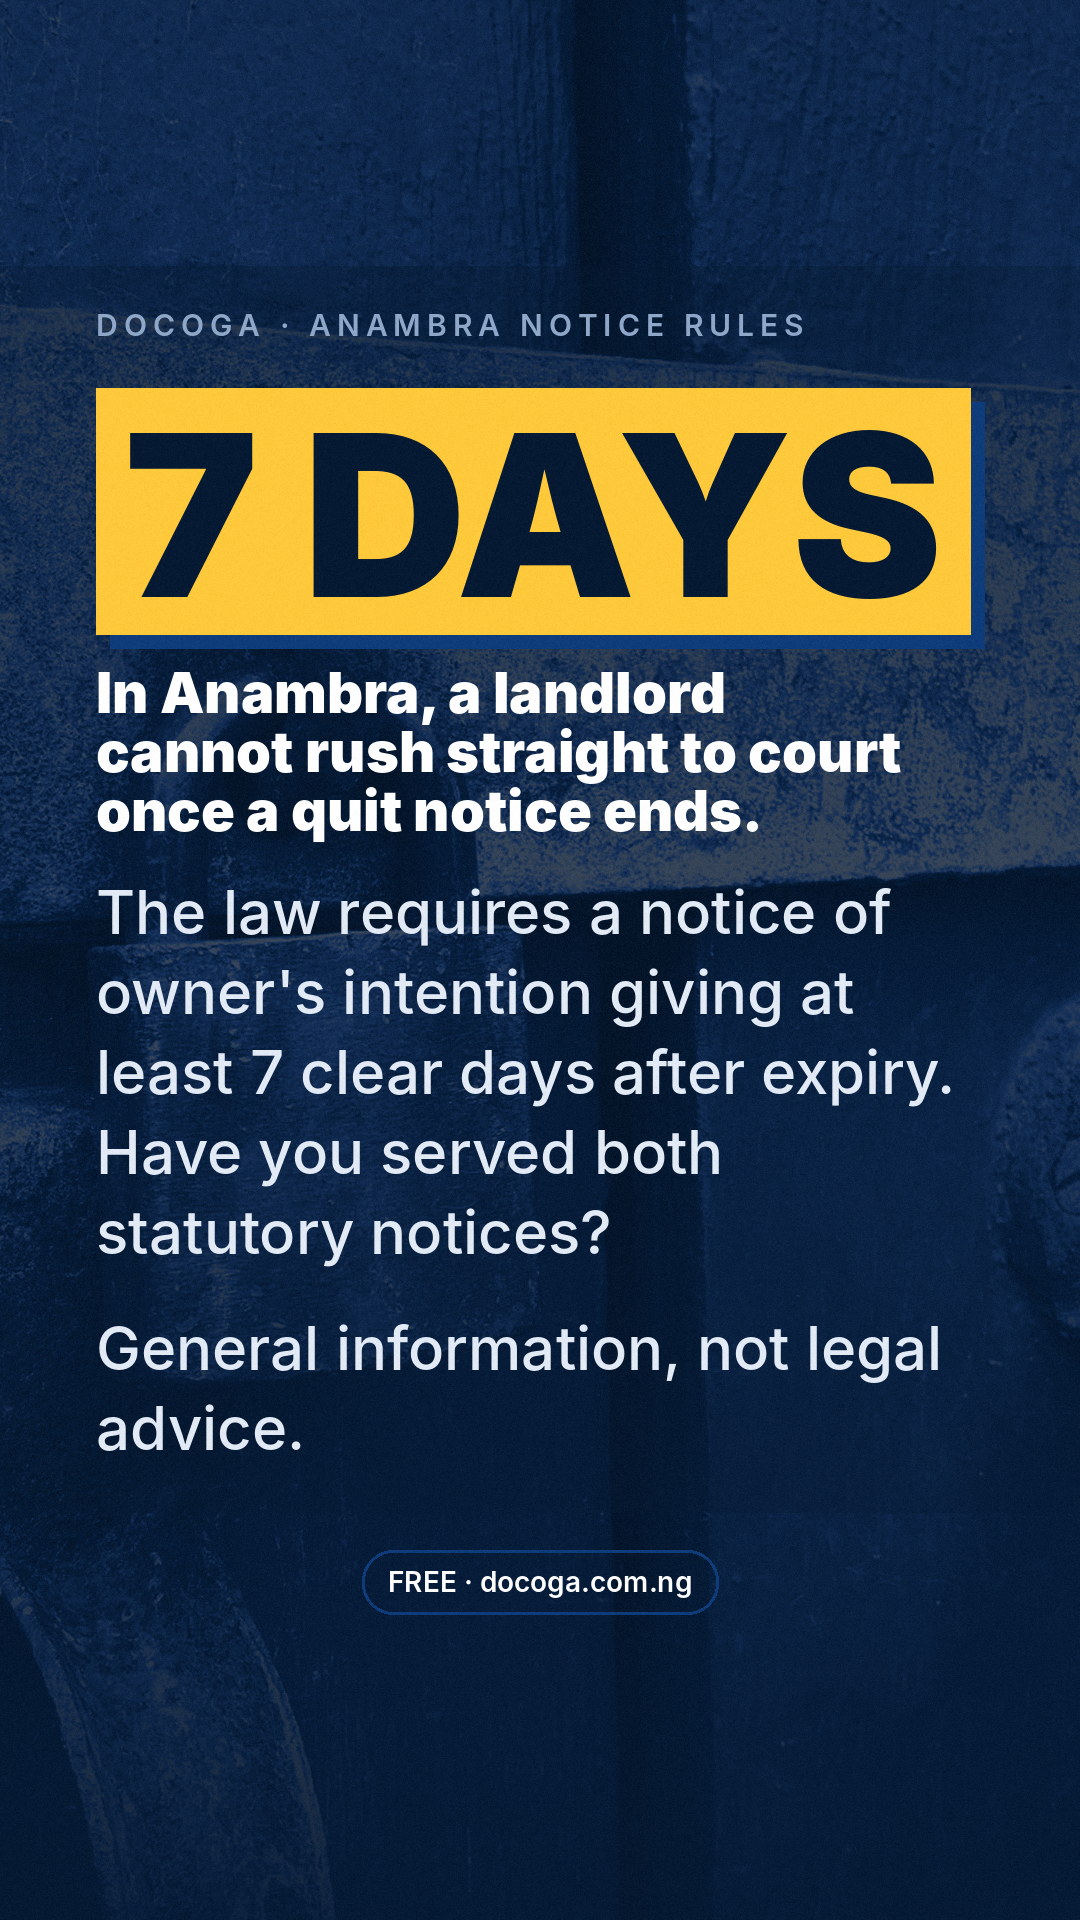 DOCOGA · ANAMBRA NOTICE RULES
7 DAYS
In Anambra, a landlord
cannot rush straight to court
once a quit notice ends.
The law requires a notice of
owner's intention giving at
least 7 clear days after expiry.
Have you served both
statutory notices?
General information, not legal
advice.
FREE · docoga.com.ng